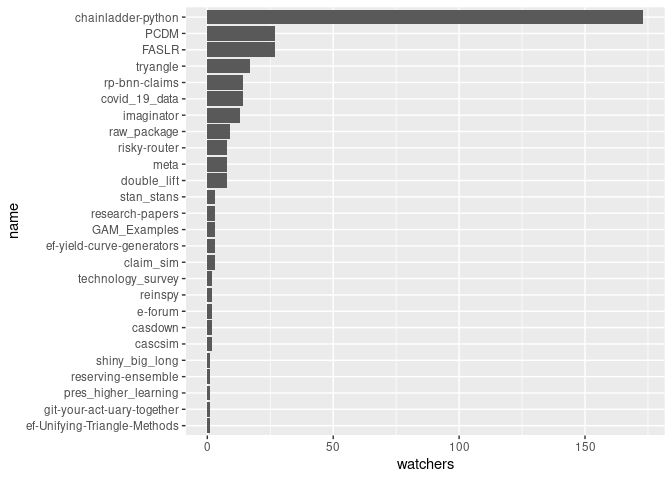 chainladder-python
PCDM
FASLR
tryangle
rp-bnn-claims
covid_19_data
imaginator
raw_package
risky-router
meta
double_lift
stan_stans
research-papers
GAM_Examples
ef-yield-curve-generators
claim_sim
technology_survey
reinspy
e-forum
casdown
cascsim
shiny_big_long
reserving-ensemble
pres_higher_learning
git-your-act-uary-together
ef-Unifying-Triangle-Methods
name
0 50 100 150
watchers